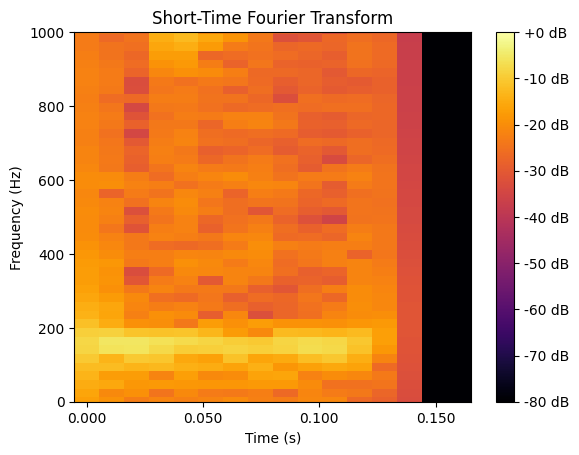 Short-Time Fourier Transform
1000
800
600
400
200
0
Frequency (Hz)
0.000
0.050
0.100
0.150
Time (s)
+0 dB
-10 dB
-20 dB
-30 dB
-40 dB
-50 dB
-60 dB
-70 dB
-80 dB